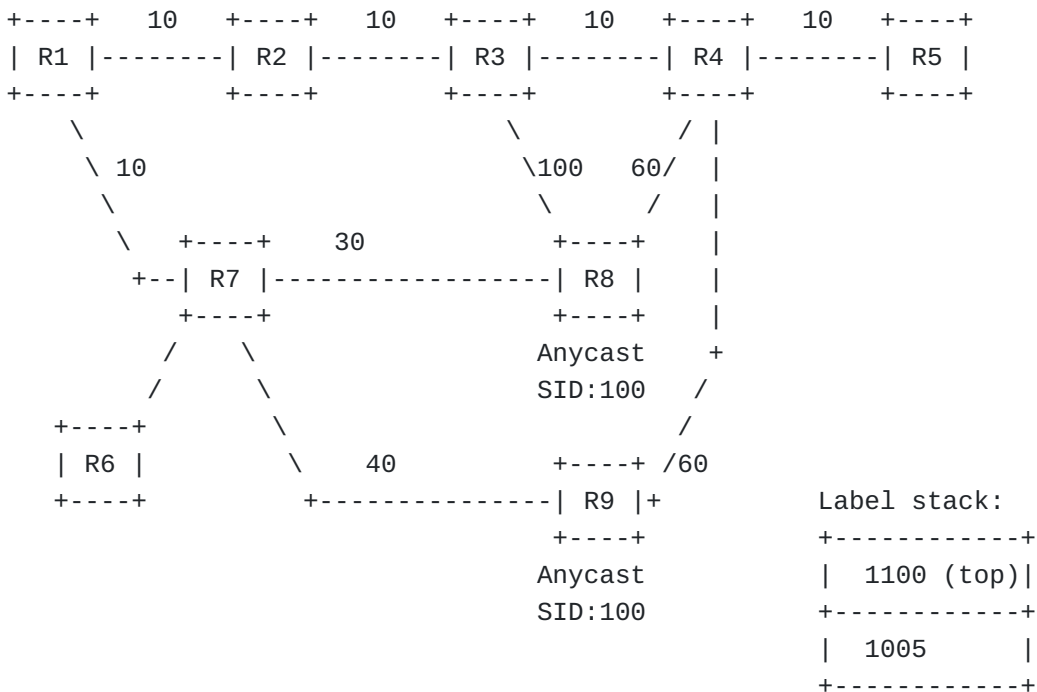 +----+   10   +----+   10   +----+   10   +----+   10   +----+
| R1 |--------| R2 |--------| R3 |--------| R4 |--------| R5 |
+----+        +----+        +----+        +----+        +----+
    \                           \          / |
     \ 10                        \100   60/  |
      \                           \      /   |
       \   +----+     30            +----+    |
        +--| R7 |------------------| R8 |    |
           +----+                  +----+    |
          /    \                  Anycast    +
         /      \                 SID:100   /
   +----+        \                         /
   | R6 |         \    40          +----+ /60
   +----+          +---------------| R9 |+          Label stack:
                                   +----+           +------------+
                                  Anycast           |  1100 (top)|
                                  SID:100           +------------+
                                                    |  1005      |
                                                    +------------+